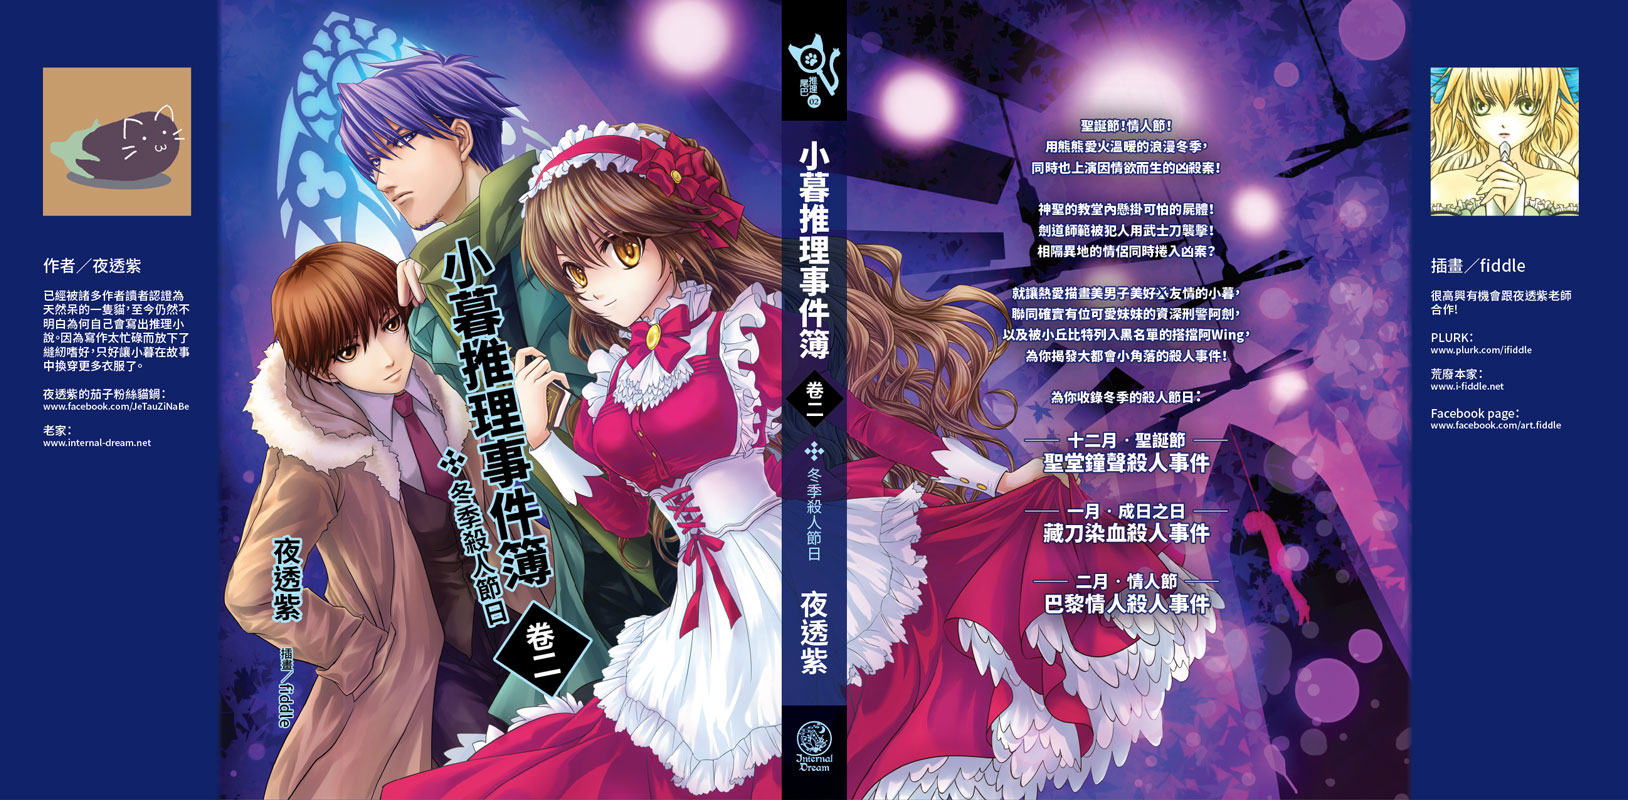 作者／夜透紫
已經被諸多作者讀者認證為
天然呆的一隻貓，至今仍然不
明白為何自己會寫出推理小
說。因為寫作太忙碌而放下了
縫紉嗜好，只好讓小暮在故事
中換穿更多衣服了。
夜透紫的茄子粉絲貓鍋：
www.facebook.com/JeTauZiNaBe
老家：
www.internal-dream.net
小暮推理事件簿
冬季殺人節日
卷二
夜透紫
插畫／fiddle
推理
尾巴
02
小暮推理事件簿
卷二
冬季殺人節日
夜透紫
Internal
Dream
聖誕節！情人節！
用熊熊愛火溫暖的浪漫冬季，
同時也上演因情欲而生的凶殺案！
神聖的教堂內懸掛可怕的屍體！
劍道師範被犯人用武士刀襲擊！
相隔異地的情侶同時捲入凶案？
就讓熱愛描畫美男子美好友情的小暮，
聯同確實有位可愛妹妹的資深刑警阿劍，
以及被小丘比特列入黑名單的搭擋阿Wing，
為你揭發大都會小角落的殺人事件！
為你收錄冬季的殺人節日：
十二月．聖誕節
聖堂鐘聲殺人事件
一月．成日之日
藏刀染血殺人事件
二月．情人節
巴黎情人殺人事件
插畫／fiddle
很高興有機會跟夜透紫老師
合作！
PLURK：
www.plurk.com/ifiddle
荒廢本家：
www.i-fiddle.net
Facebook page：
www.facebook.com/art.fiddle